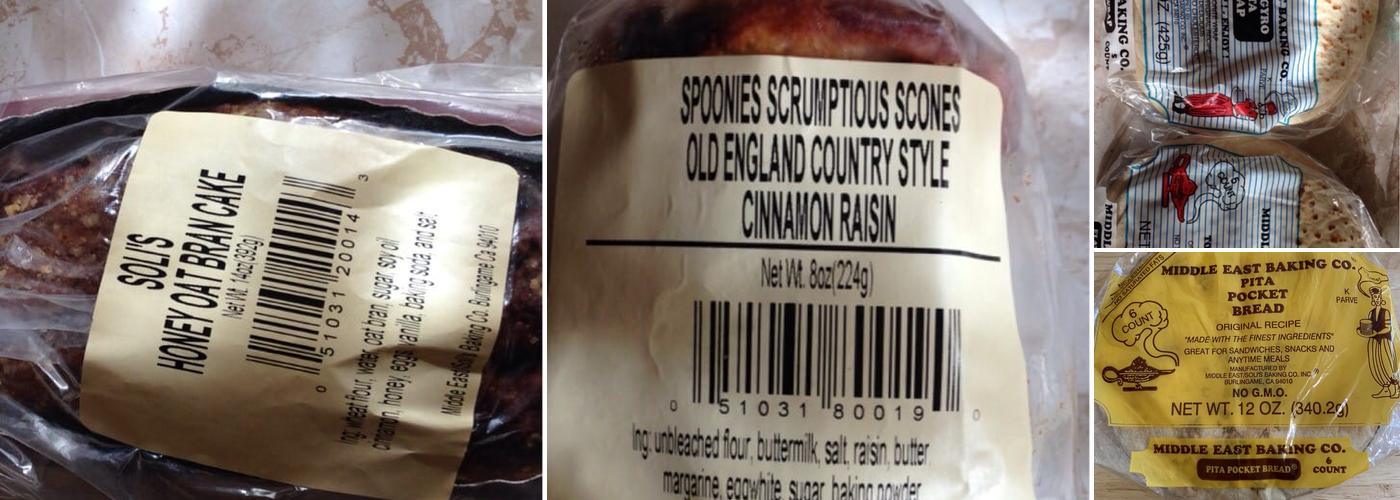 SOLI'S
HONEY OAT BRAN CAKE
Net Wt. 14oz(392g)
0 51031 20014 3
Ing: wheat flour, water, oat bran, sugar, soy oil
cinnamon, honey, eggs, vanilla, baking soda, and salt.
Middle East/Soli's Baking Co. Burlingame, Ca 94010
SPOONIES SCRUMPTIOUS SCONES
OLD ENGLAND COUNTRY STYLE
CINNAMON RAISIN
Net Wt. 8oz(224g)
0 51031 80019 0
Ing: unbleached flour, buttermilk, salt, raisin, butter
margarine, eggwhite, sugar, baking powder
BAKING CO.
COUNT
OZ (425g)
BAKING CO.
NET
MIDDL
MIDDLE EAST BAKING CO.
PITA
POCKET
BREAD
K
PARVE
6
COUNT
ORIGINAL RECIPE
"MADE WITH THE FINEST INGREDIENTS"
GREAT FOR SANDWICHES, SNACKS AND
ANYTIME MEALS
MANUFACTURED BY
MIDDLE EAST/SOLI'S BAKING CO. INC.
BURLINGAME, CA 94010
NO G.M.O.
NET WT. 12 OZ. (340.2g)
MIDDLE EAST BAKING CO.
PITA POCKET BREAD®
6
COUNT